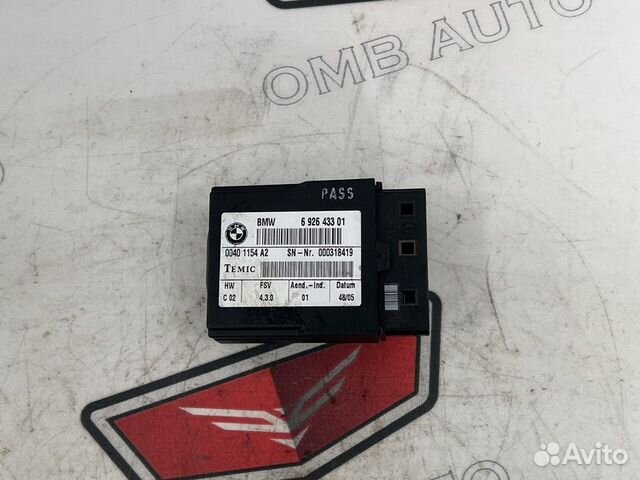 OMB AUTO
PASS
BMW 6 926 433 01
0040 1154 A2 SN-Nr. 000318419
TEMIC
HW FSV Aend.-Ind. Datum
C 02 4.3.0 01 48/05
Avito